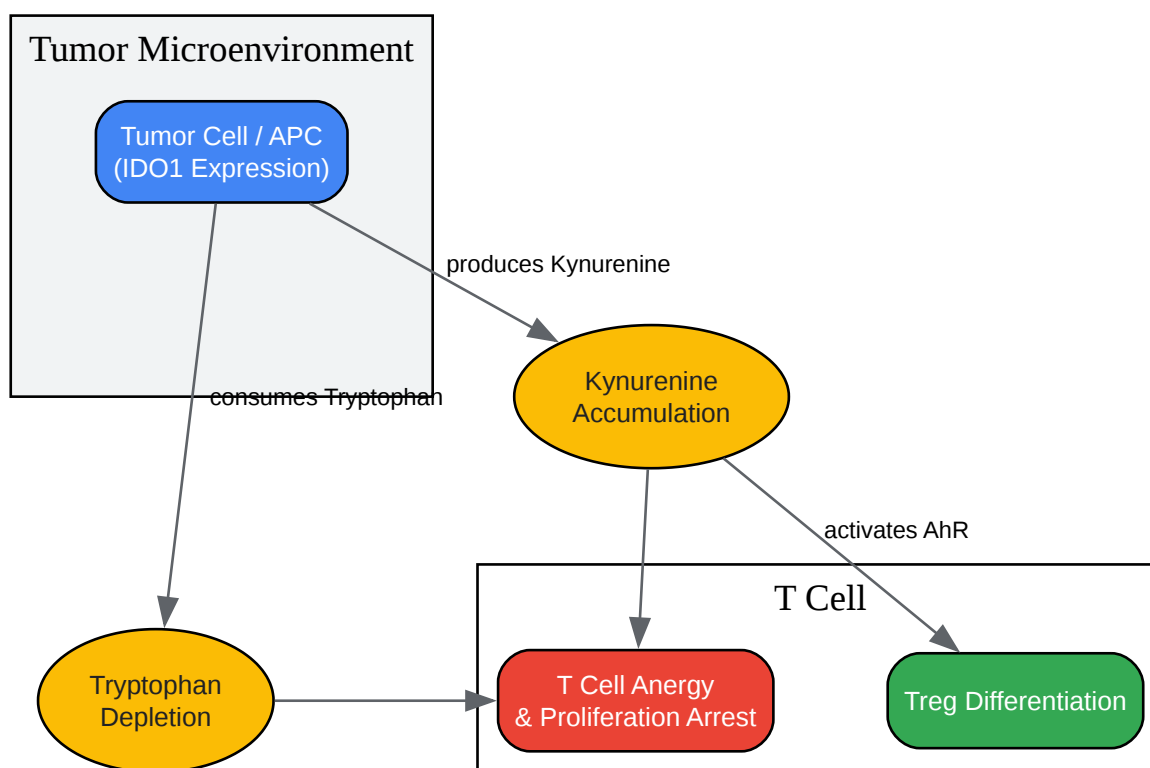 Tumor Microenvironment
Tumor Cell / APC
(IDO1 Expression)
produces Kynurenine
consumes Tryptophan
Kynurenine
Accumulation
activates AhR
T Cell
Tryptophan
Depletion
T Cell Anergy
& Proliferation Arrest
Treg Differentiation